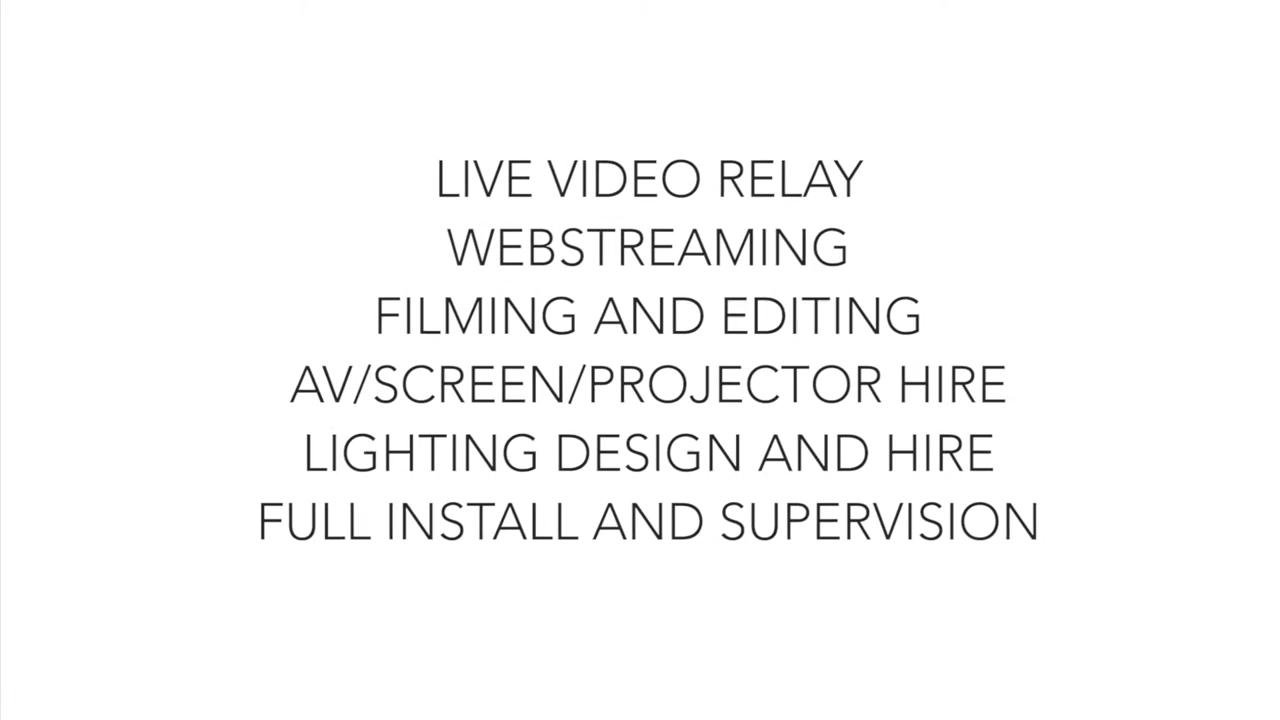 LIVE VIDEO RELAY
WEBSTREAMING
FILMING AND EDITING
AV/SCREEN/PROJECTOR HIRE
LIGHTING DESIGN AND HIRE
FULL INSTALL AND SUPERVISION